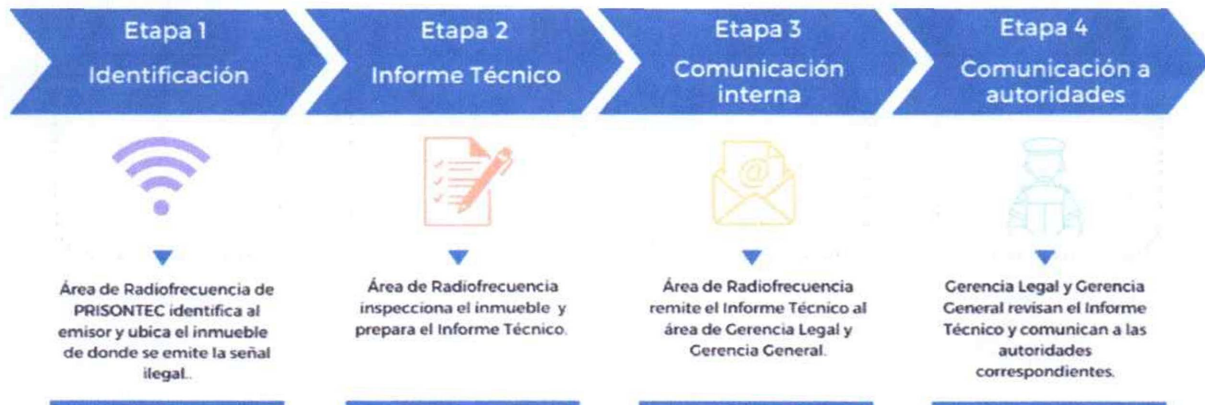 Etapa 1
Identificación
Etapa 2
Informe Técnico
Etapa 3
Comunicación
interna
Etapa 4
Comunicación a
autoridades
@
Área de Radiofrecuencia de
PRISONTEC identifica al
emisor y ubica el inmueble
de donde se emite la señal
ilegal..
Área de Radiofrecuencia
inspecciona el inmueble y
prepara el Informe Técnico.
Área de Radiofrecuencia
remite el Informe Técnico al
área de Gerencia Legal y
Gerencia General.
Gerencia Legal y Gerencia
General revisan el Informe
Técnico y comunican a las
autoridades
correspondientes.